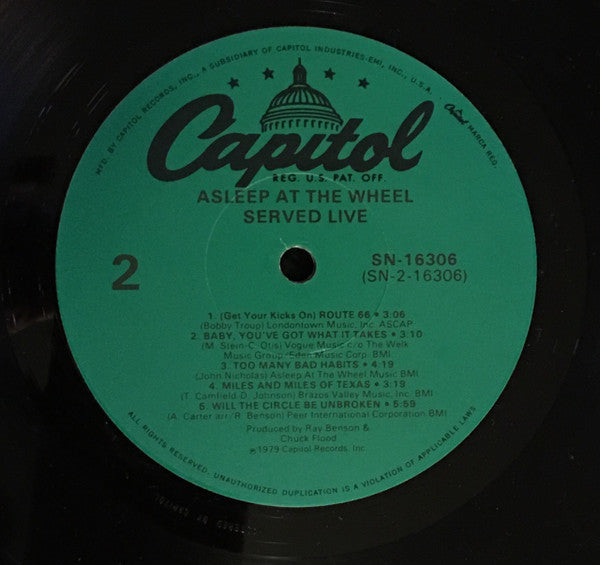 MFD. BY CAPITOL RECORDS, INC., A SUBSIDIARY OF CAPITOL INDUSTRIES-EMI, INC., U.S.A.
Capitol MARCA REG.
Capitol
REG. U.S. PAT. OFF.
ASLEEP AT THE WHEEL
SERVED LIVE
2
SN-16306
(SN-2-16306)
1. (Get Your Kicks On) ROUTE 66 • 3:06
(Bobby Troup) Londontown Music, Inc. ASCAP
2. BABY, YOU'VE GOT WHAT IT TAKES • 3:10
(M. Stein-C. Otis) Vogue Music c/o The Welk
Music Group/Eden Music Corp. BMI
3. TOO MANY BAD HABITS • 4:19
(John Nicholas) Asleep At The Wheel Music BMI
4. MILES AND MILES OF TEXAS • 3:19
(T. Camfield-D. Johnson) Brazos Valley Music, Inc. BMI
5. WILL THE CIRCLE BE UNBROKEN • 5:59
(A. Carter arr. R. Benson) Peer International Corporation BMI
Produced by Ray Benson &
Chuck Flood
℗1979 Capitol Records, Inc.
ALL RIGHTS RESERVED. UNAUTHORIZED DUPLICATION IS A VIOLATION OF APPLICABLE LAWS